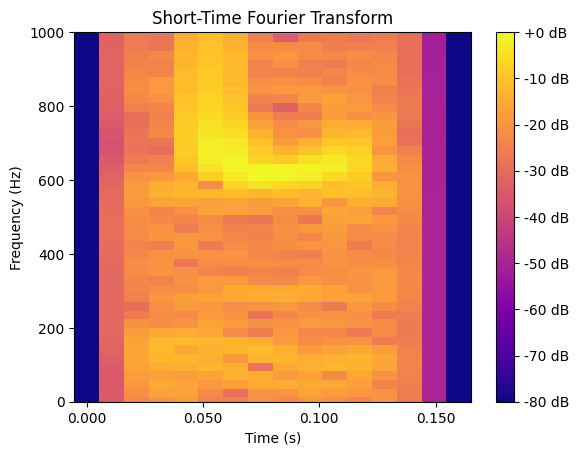 Short-Time Fourier Transform
Frequency (Hz)
1000
800
600
400
200
0
0.000
0.050
0.100
0.150
Time (s)
+0 dB
-10 dB
-20 dB
-30 dB
-40 dB
-50 dB
-60 dB
-70 dB
-80 dB